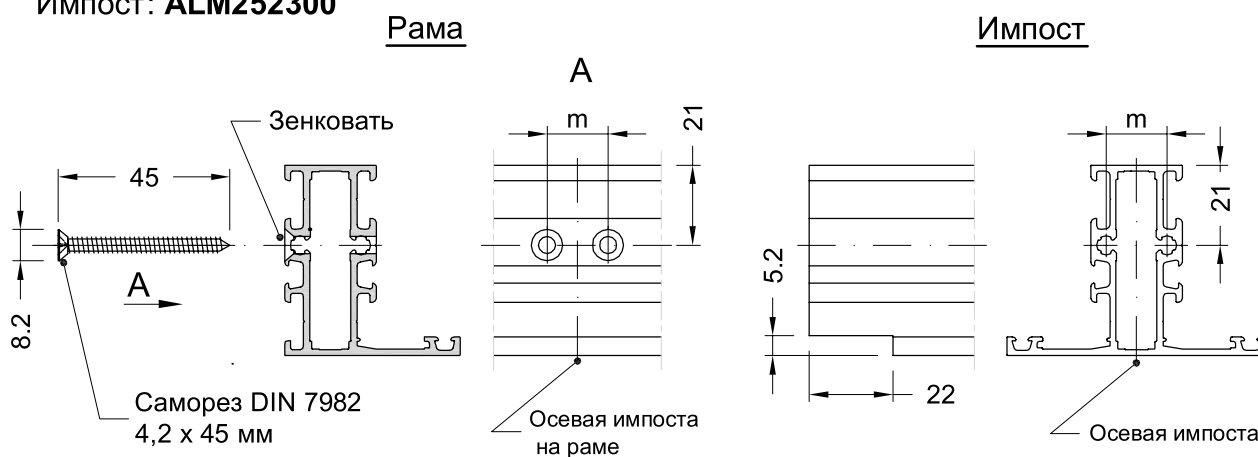 Импост: ALM252300
Рама
Импост
А
m
21
Зенковать
45
8.2
А
Саморез DIN 7982
4,2 x 45 мм
Осевая импоста
на раме
5.2
22
m
21
Осевая импоста